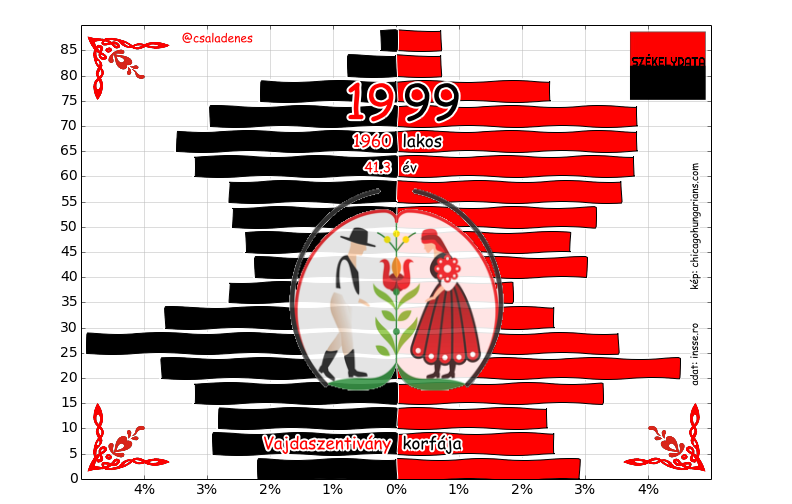 @csaladenes
SZÉKELYDATA
1999
1960 lakos
41.3 év
kép: chicagohungarians.com
adat: insse.ro
Vajdaszentivány korfája
85
80
75
70
65
60
55
50
45
40
35
30
25
20
15
10
5
0
4% 3% 2% 1% 0% 1% 2% 3% 4%